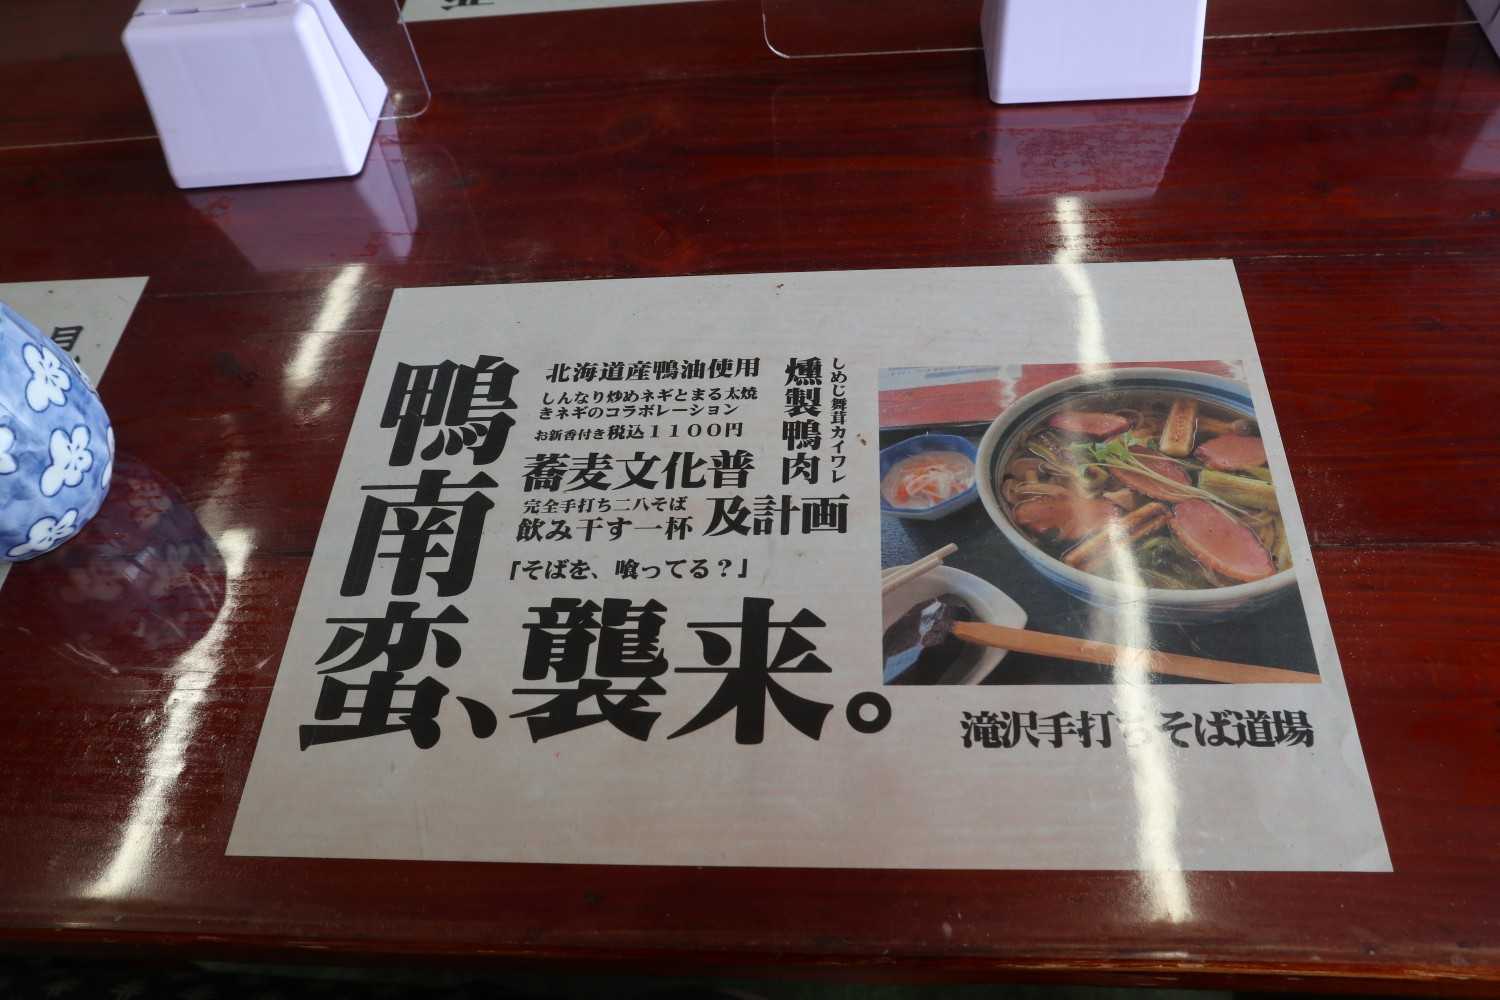 鴨南蛮、襲来。
北海道産鴨油使用
しんなり炒めネギとまる太焼
きネギのコラボレーション
お新香付き税込１１００円
蕎麦文化普及計画
完全手打ち二八そば
飲み干す一杯
「そばを、喰ってる？」
燻製鴨肉
しめじ舞茸カイワレ
滝沢手打ちそば道場